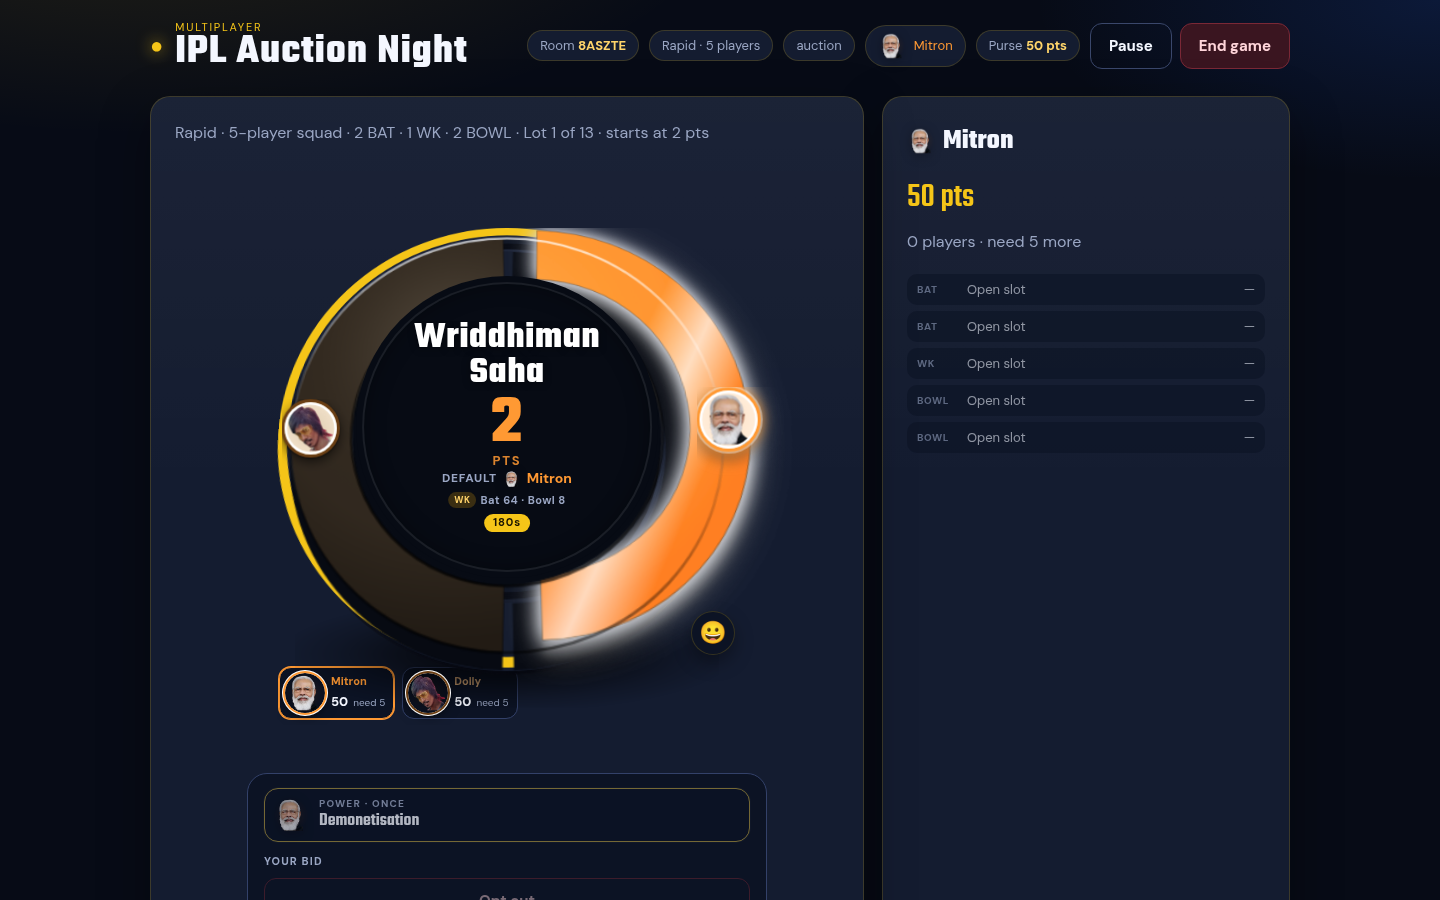 MULTIPLAYER
IPL Auction Night
Room 8ASZTE
Rapid · 5 players
auction
Mitron
Purse 50 pts
Pause
End game
Rapid · 5-player squad · 2 BAT · 1 WK · 2 BOWL · Lot 1 of 13 · starts at 2 pts
Wriddhiman
Saha
2
PTS
DEFAULT Mitron
WK Bat 64 · Bowl 8
180s
Mitron
50 need 5
Dolly
50 need 5
POWER · ONCE
Demonetisation
YOUR BID
Opt out
Mitron
50 pts
0 players · need 5 more
BAT Open slot —
BAT Open slot —
WK Open slot —
BOWL Open slot —
BOWL Open slot —